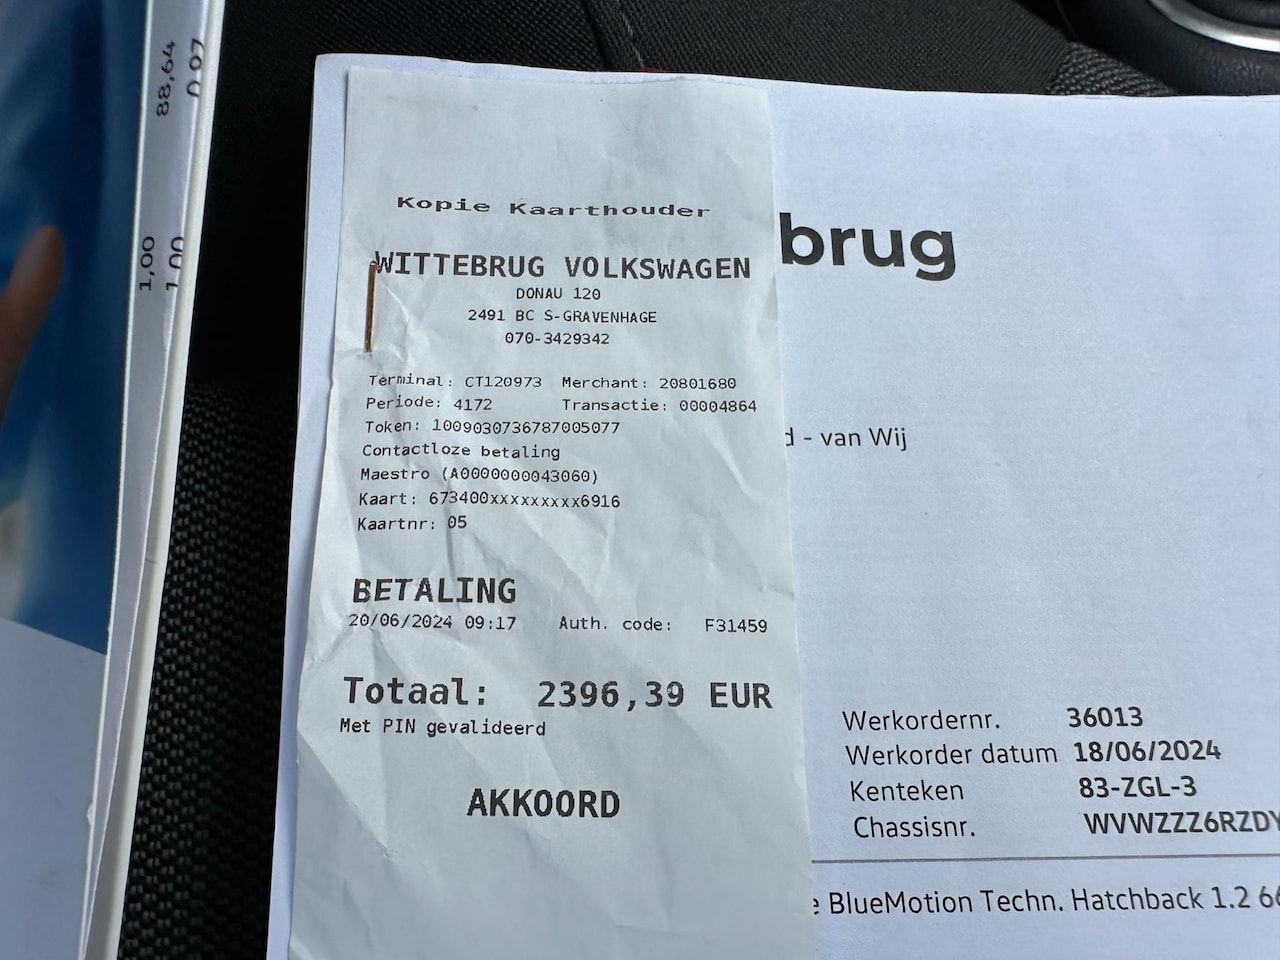 88,64
0,97
1,00
1,00
Kopie Kaarthouder
WITTEBRUG VOLKSWAGEN
DONAU 120
2491 BC S-GRAVENHAGE
070-3429342
Terminal: CT120973 Merchant: 20801680
Periode: 4172 Transactie: 00004864
Token: 1009030736787005077
Contactloze betaling
Maestro (A0000000043060)
Kaart: 673400xxxxxxxxx6916
Kaartnr: 05
BETALING
20/06/2024 09:17 Auth. code: F31459
Totaal: 2396,39 EUR
Met PIN gevalideerd
AKKOORD
brug
d - van Wij
Werkordernr. 36013
Werkorder datum 18/06/2024
Kenteken 83-ZGL-3
Chassisnr. WVWZZZ6RZDY
e BlueMotion Techn. Hatchback 1.2 66